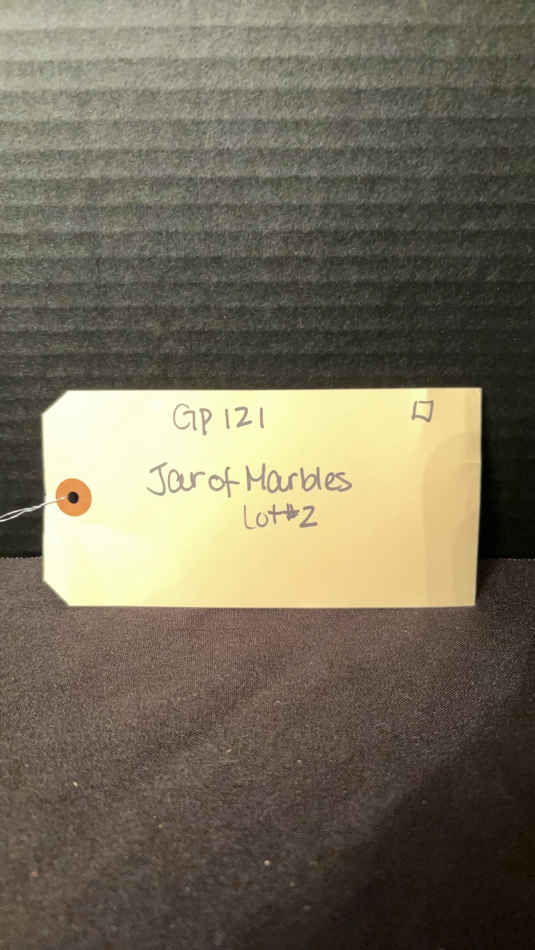 GP 121 □
Jar of Marbles
Lot#2